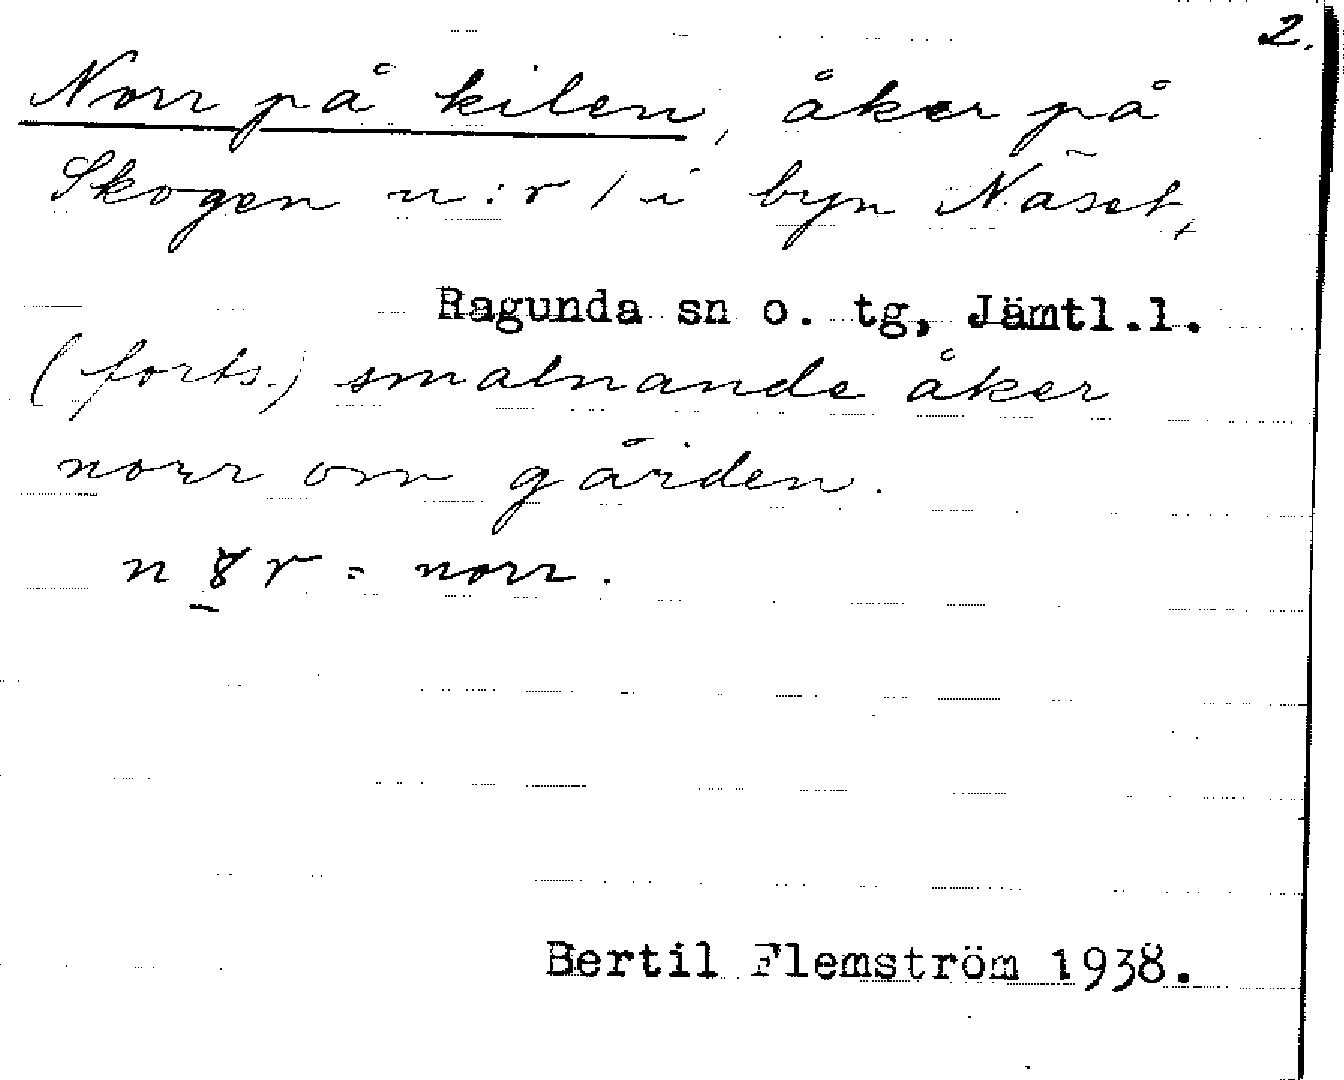 2.
Norr på kilen, åker på
Skogen n:r 1 i byn Näset,
Ragunda sn o. tg, Jämtl.l.
(forts.) smalnande åker
norr om gården.
r = norr.
Bertil Flemström 1938.